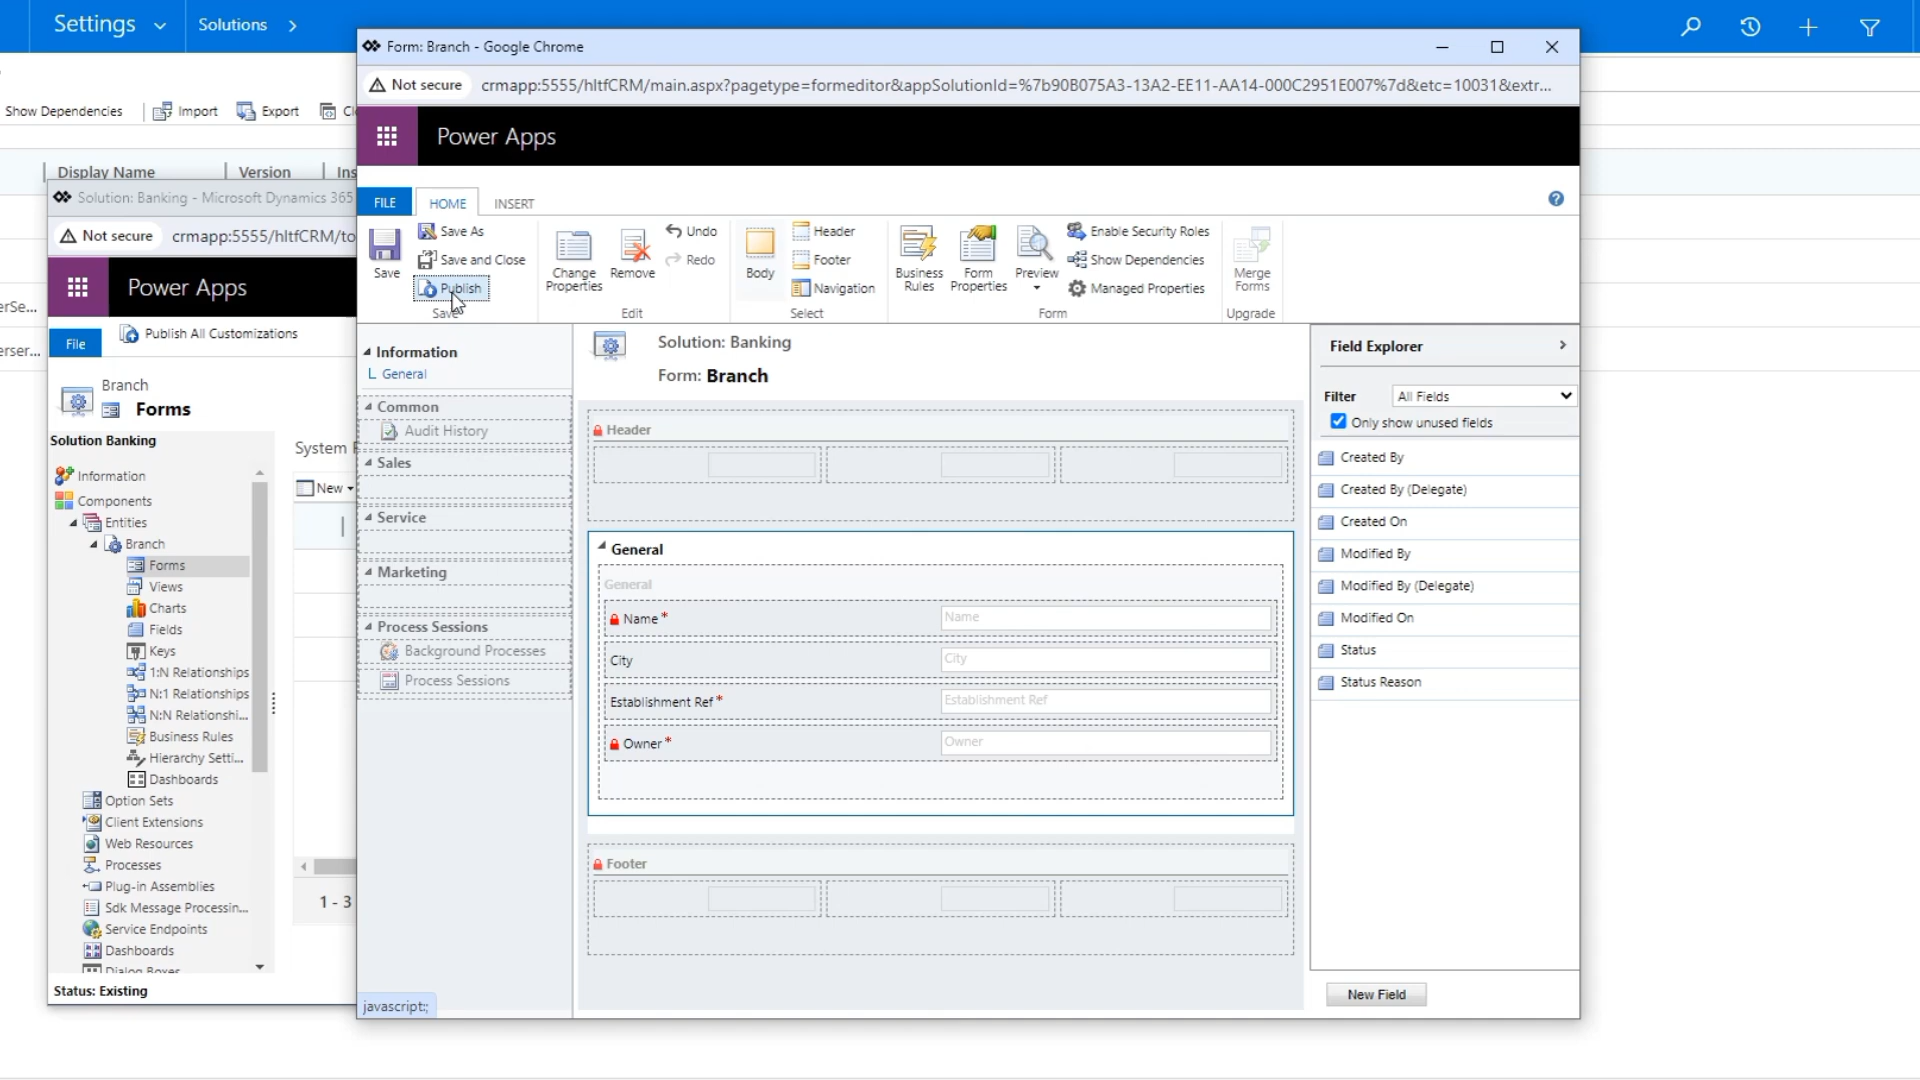 Settings
Solutions
Show Dependencies
Import
Export
Display Name
Version
Solution: Banking - Microsoft Dynamics 365
Not secure
crmapp:5555/hltfCRM/to
Power Apps
File
Publish All Customizations
Branch
Forms
Solution Banking
Information
Components
Entities
Branch
Forms
Views
Charts
Fields
Keys
1:N Relationships
N:1 Relationships
N:N Relationshi...
Business Rules
Hierarchy Setti...
Dashboards
Option Sets
Client Extensions
Web Resources
Processes
Plug-in Assemblies
Sdk Message Processin...
Service Endpoints
Dashboards
Dialog Boxes
Status: Existing
System
New
1 - 3
Form: Branch - Google Chrome
Not secure
crmapp:5555/hltfCRM/main.aspx?pagetype=formeditor&appSolutionId=%7b90B075A3-13A2-EE11-AA14-000C2951E007%7d&etc=10031&extr...
Power Apps
FILE
HOME
INSERT
Save
Save As
Save and Close
Publish
Save
Change Properties
Remove
Undo
Redo
Edit
Body
Header
Footer
Navigation
Select
Business Rules
Form Properties
Preview
Enable Security Roles
Show Dependencies
Managed Properties
Form
Merge Forms
Upgrade
Information
General
Common
Audit History
Sales
Service
Marketing
Process Sessions
Background Processes
Process Sessions
javascript:;
Solution: Banking
Form: Branch
Header
General
General
Name *
Name
City
City
Establishment Ref *
Establishment Ref
Owner *
Owner
Footer
Field Explorer
Filter
All Fields
Only show unused fields
Created By
Created By (Delegate)
Created On
Modified By
Modified By (Delegate)
Modified On
Status
Status Reason
New Field